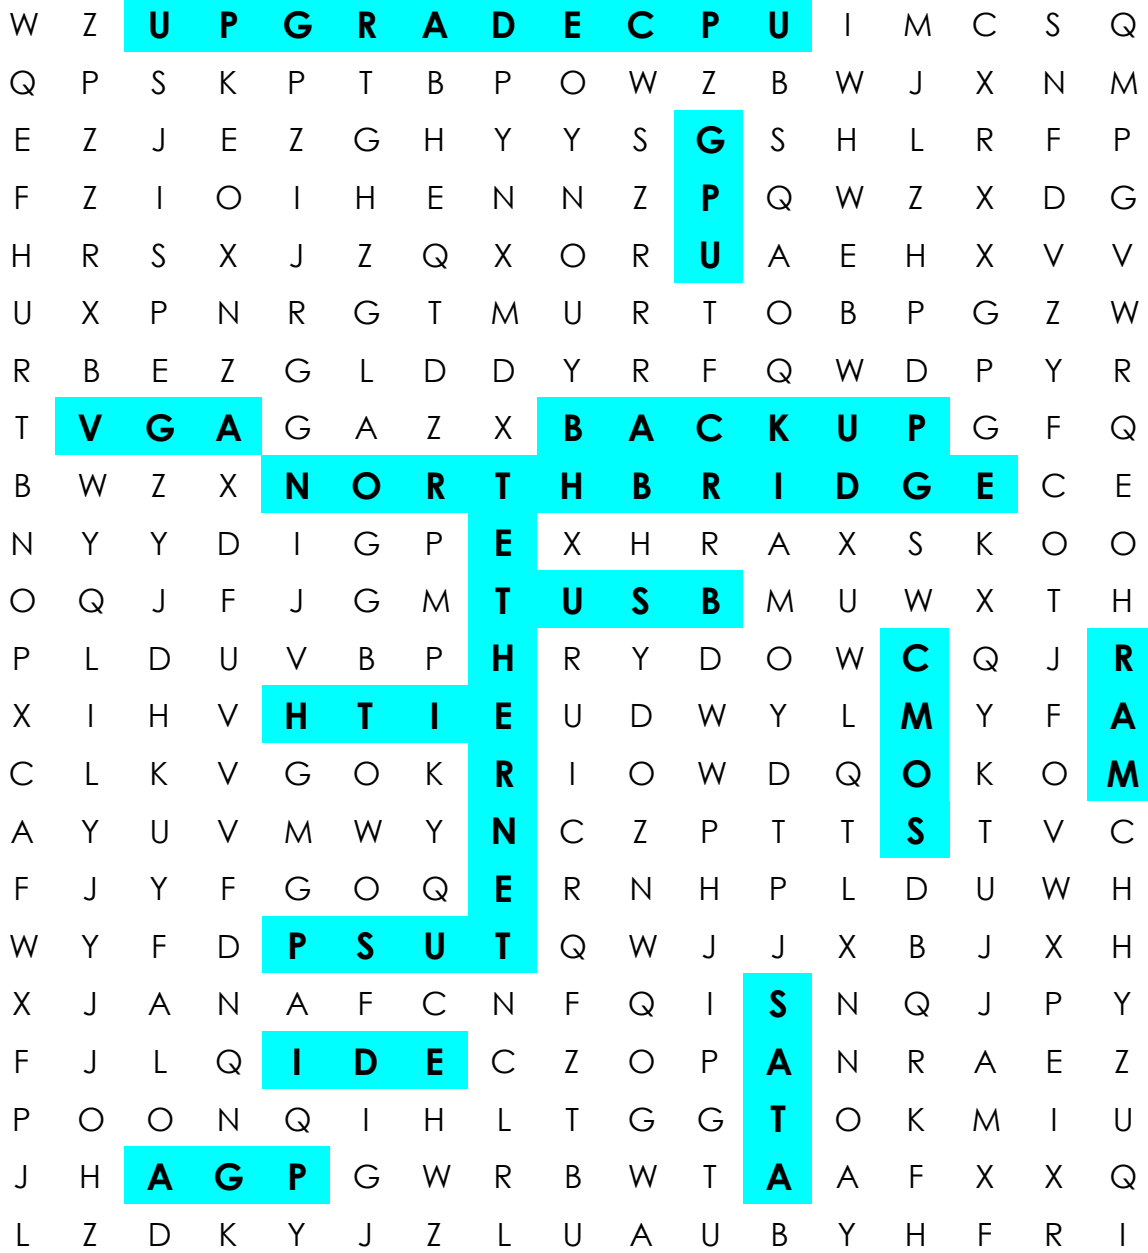 W Z U P G R A D E C P U I M C S Q
Q P S K P T B P O W Z B W J X N M
E Z J E Z G H Y Y S G S H L R F P
F Z I O I H E N N Z P Q W Z X D G
H R S X J Z Q X O R U A E H X V V
U X P N R G T M U R T O B P G Z W
R B E Z G L D D Y R F Q W D P Y R
T V G A G A Z X B A C K U P G F Q
B W Z X N O R T H B R I D G E C E
N Y Y D I G P E X H R A X S K O O
O Q J F J G M T U S B M U W X T H
P L D U V B P H R Y D O W C Q J R
X I H V H T I E U D W Y L M Y F A
C L K V G O K R I O W D Q O K O M
A Y U V M W Y N C Z P T T S T V C
F J Y F G O Q E R N H P L D U W H
W Y F D P S U T Q W J J X B J X H
X J A N A F C N F Q I S N Q J P Y
F J L Q I D E C Z O P A N R A E Z
P O O N Q I H L T G G T O K M I U
J H A G P G W R B W T A A F X X Q
L Z D K Y J Z L U A U B Y H F R I